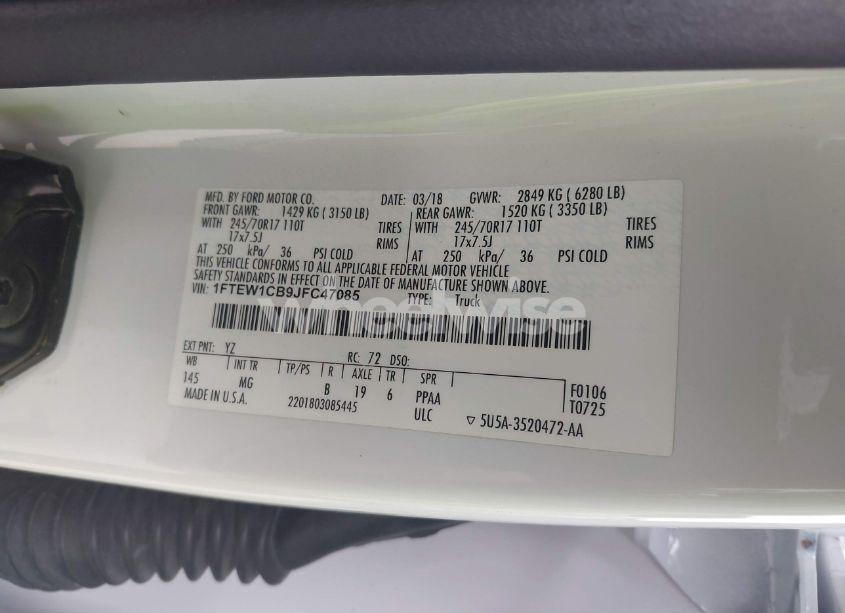 MFD. BY FORD MOTOR CO. DATE: 03/18 GVWR: 2849 KG ( 6280 LB)
FRONT GAWR: 1429 KG ( 3150 LB) REAR GAWR: 1520 KG ( 3350 LB)
WITH 245/70R17 110T TIRES WITH 245/70R17 110T TIRES
17x7.5J RIMS 17x7.5J RIMS
AT 250 kPa/ 36 PSI COLD AT 250 kPa/ 36 PSI COLD
THIS VEHICLE CONFORMS TO ALL APPLICABLE FEDERAL MOTOR VEHICLE
SAFETY STANDARDS IN EFFECT ON THE DATE OF MANUFACTURE SHOWN ABOVE.
VIN: 1FTEW1CB9JFC47085 TYPE: Truck
wheelwise
EXT PNT: YZ RC: 72 DSO:
WB INT TR TP/PS R AXLE TR SPR
145 MG B 19 6 PPAA F0106
MADE IN U.S.A. 2201803085445 ULC T0725
▽ 5U5A-3520472-AA